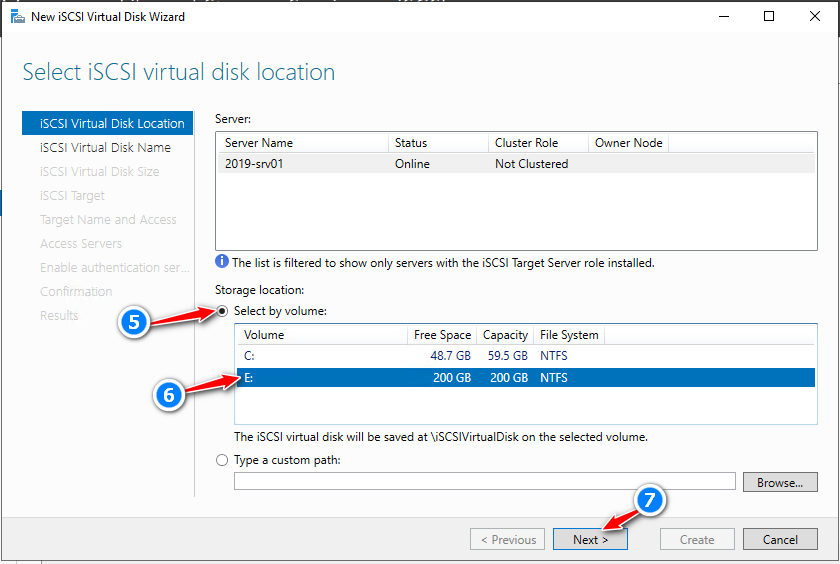 New iSCSI Virtual Disk Wizard
Select iSCSI virtual disk location
iSCSI Virtual Disk Location
iSCSI Virtual Disk Name
iSCSI Virtual Disk Size
iSCSI Target
Target Name and Access
Access Servers
Enable authentication ser...
Confirmation
Results
Server:
Server Name Status Cluster Role Owner Node
2019-srv01 Online Not Clustered
The list is filtered to show only servers with the iSCSI Target Server role installed.
Storage location:
5 Select by volume:
Volume Free Space Capacity File System
C: 48.7 GB 59.5 GB NTFS
6 E: 200 GB 200 GB NTFS
The iSCSI virtual disk will be saved at \iSCSIVirtualDisk on the selected volume.
Type a custom path:
Browse...
7
< Previous Next > Create Cancel